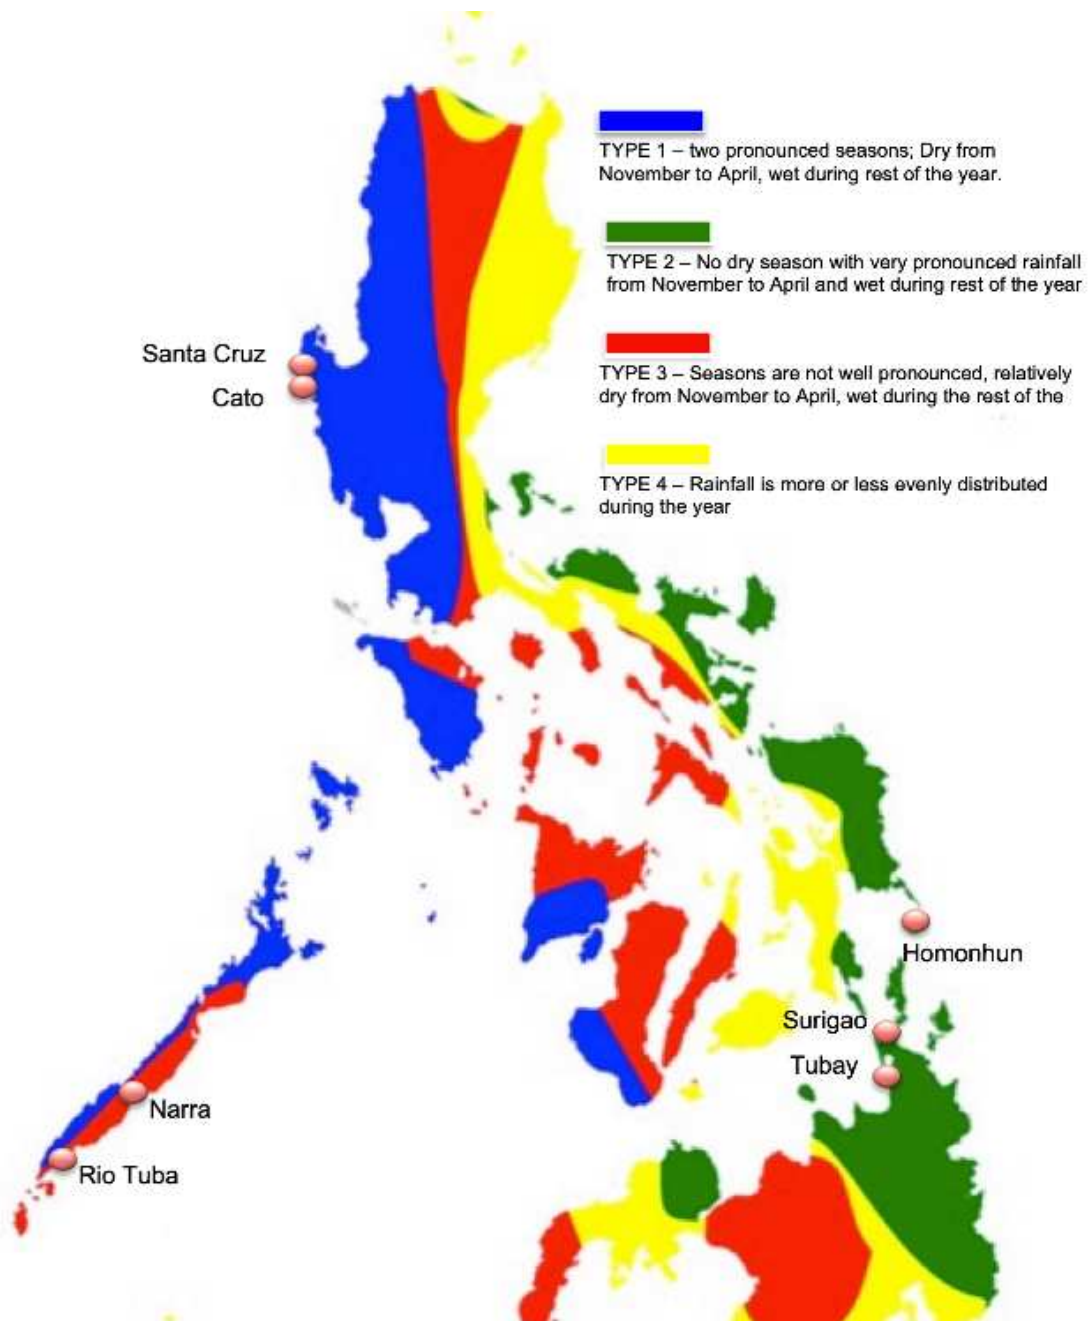 TYPE 1 – two pronounced seasons; Dry from
November to April, wet during rest of the year.
TYPE 2 – No dry season with very pronounced rainfall
from November to April and wet during rest of the year
TYPE 3 – Seasons are not well pronounced, relatively
dry from November to April, wet during the rest of the
TYPE 4 – Rainfall is more or less evenly distributed
during the year
Santa Cruz
Cato
Homonhun
Surigao
Tubay
Narra
Rio Tuba